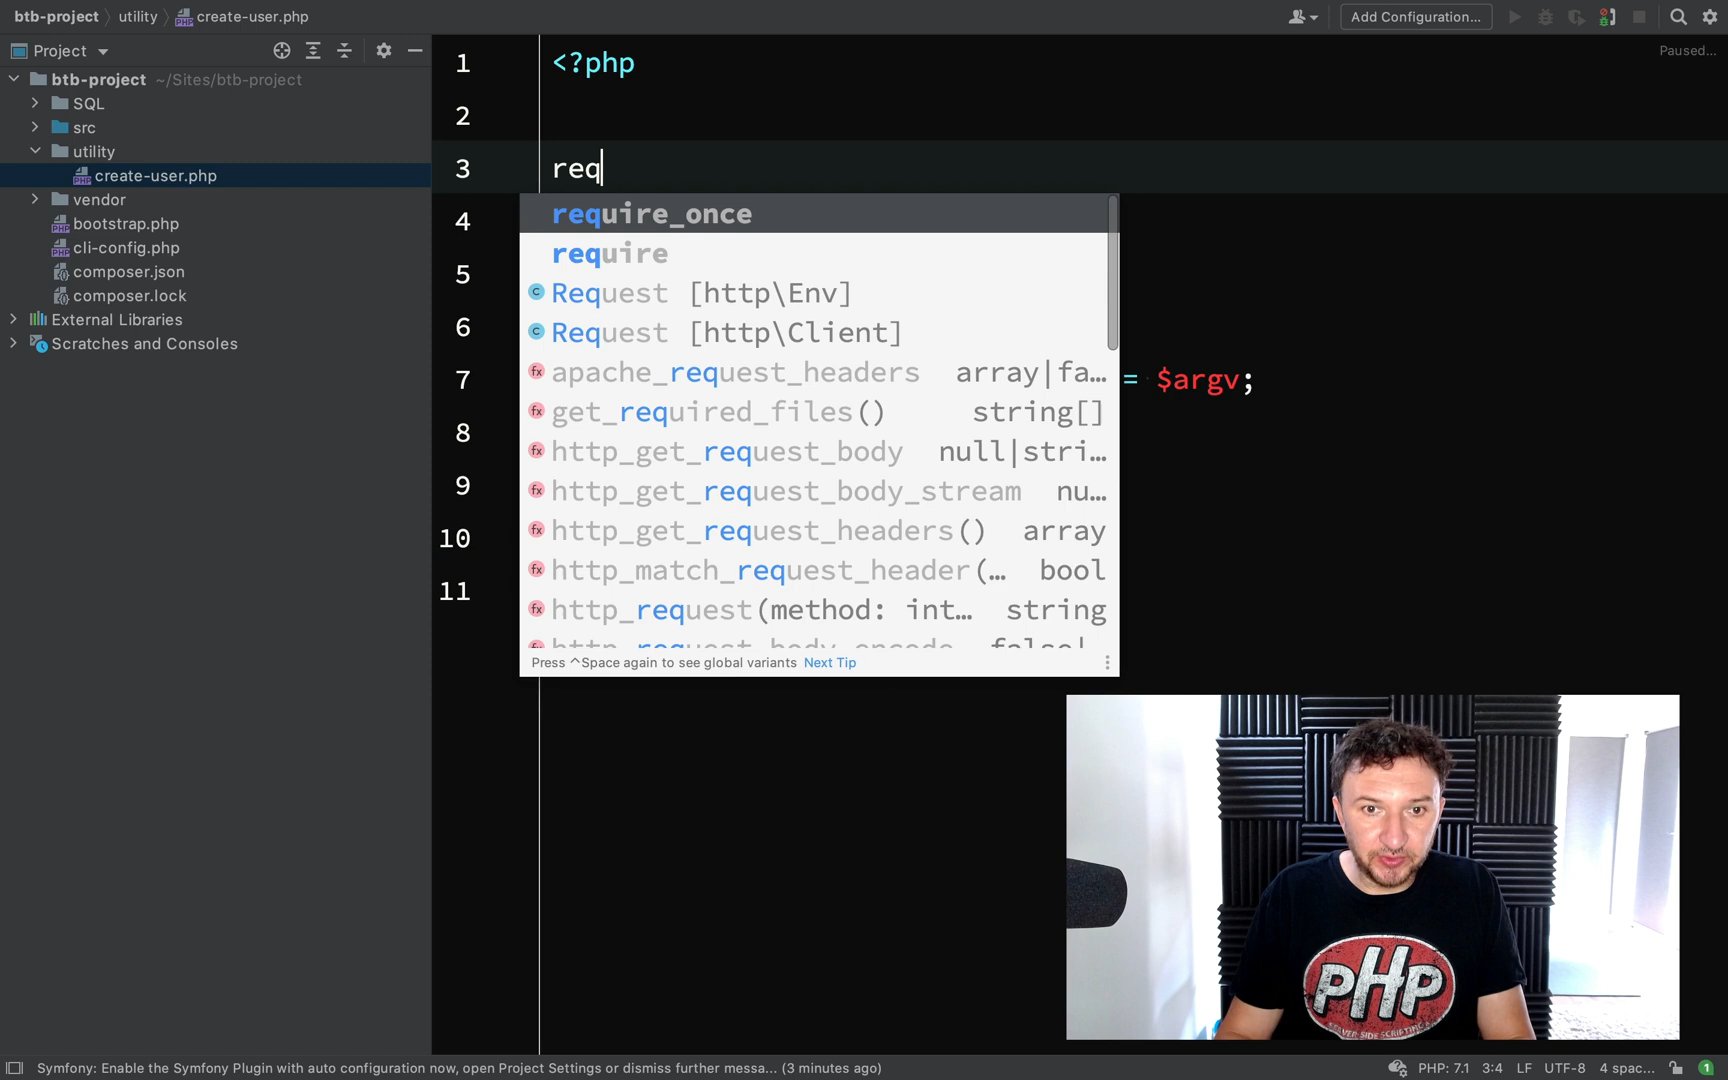 btb-project
utility
create-user.php
Add Configuration...
Project
Paused...
btb-project ~/Sites/btb-project
SQL
src
utility
create-user.php
vendor
bootstrap.php
cli-config.php
composer.json
composer.lock
External Libraries
Scratches and Consoles
1 <?php
2
3 req
4
5
6
7 = $argv;
8
9
10
11
require_once
require
Request [http\Env]
Request [http\Client]
apache_request_headers array|fa…
get_required_files() string[]
http_get_request_body null|stri…
http_get_request_body_stream nu…
http_get_request_headers() array
http_match_request_header(… bool
http_request(method: int… string
http_request_body_encode false|
Press ^Space again to see global variants Next Tip
PHP
SERVER SIDE SCRIPTING
Symfony: Enable the Symfony Plugin with auto configuration now, open Project Settings or dismiss further messa... (3 minutes ago)
PHP: 7.1 3:4 LF UTF-8 4 spac... 1